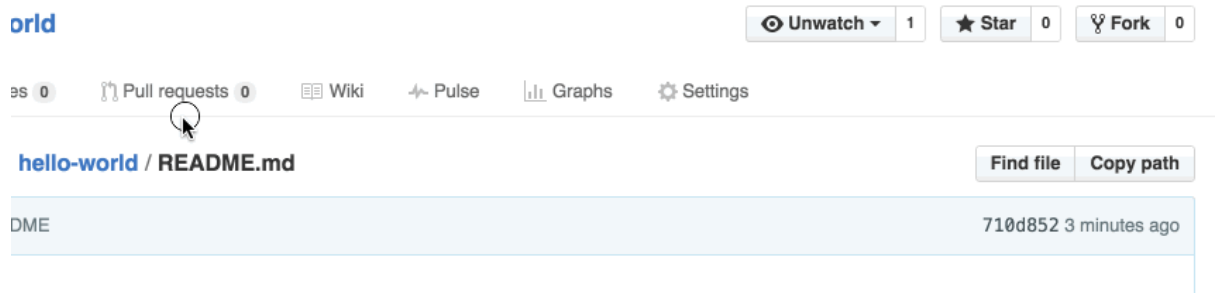 orld Unwatch 1 Star 0 Fork 0
es 0 Pull requests 0 Wiki Pulse Graphs Settings
hello-world / README.md Find file Copy path
DME 710d852 3 minutes ago